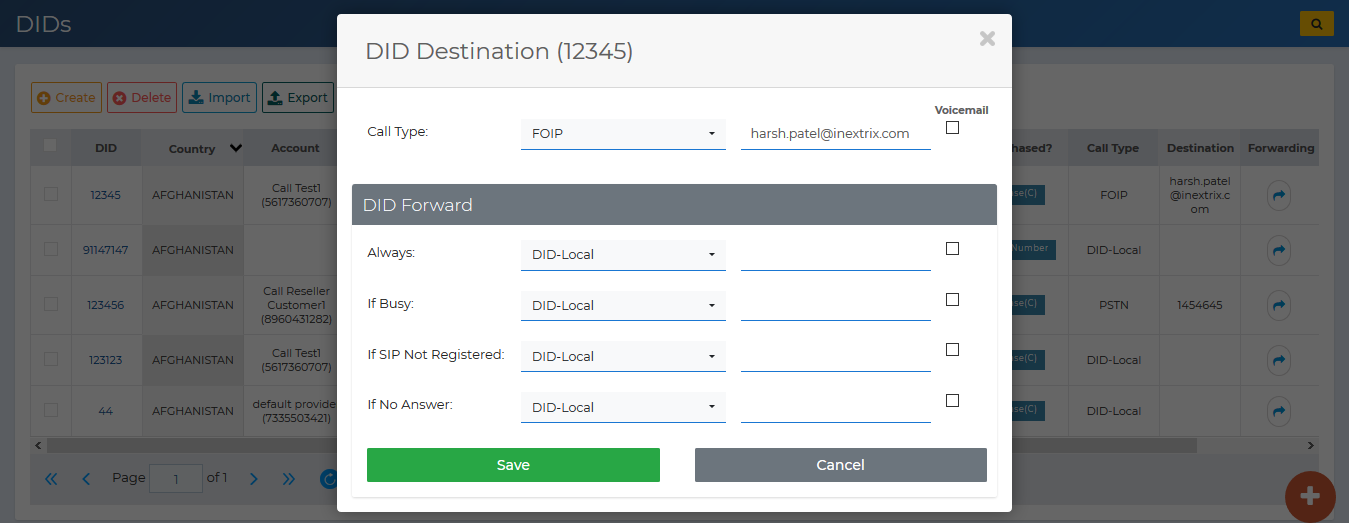 DIDs
DID Destination (12345)
×
Create Delete Import Export
Voicemail
Call Type: FOIP harsh.patel@inextrix.com
DID Country Account hased? Call Type Destination Forwarding
12345 AFGHANISTAN Call Test1
(5617360707)
se(C) FOIP harsh.patel
@inextrix.c
om
91147147 AFGHANISTAN Number DID-Local
123456 AFGHANISTAN Call Reseller
Customer1
(8960431282)
se(C) PSTN 1454645
123123 AFGHANISTAN Call Test1
(5617360707)
se(C) DID-Local
44 AFGHANISTAN default provide
(7335503421)
se(C) DID-Local
DID Forward
Always: DID-Local
If Busy: DID-Local
If SIP Not Registered: DID-Local
If No Answer: DID-Local
Save Cancel
Page 1 of 1